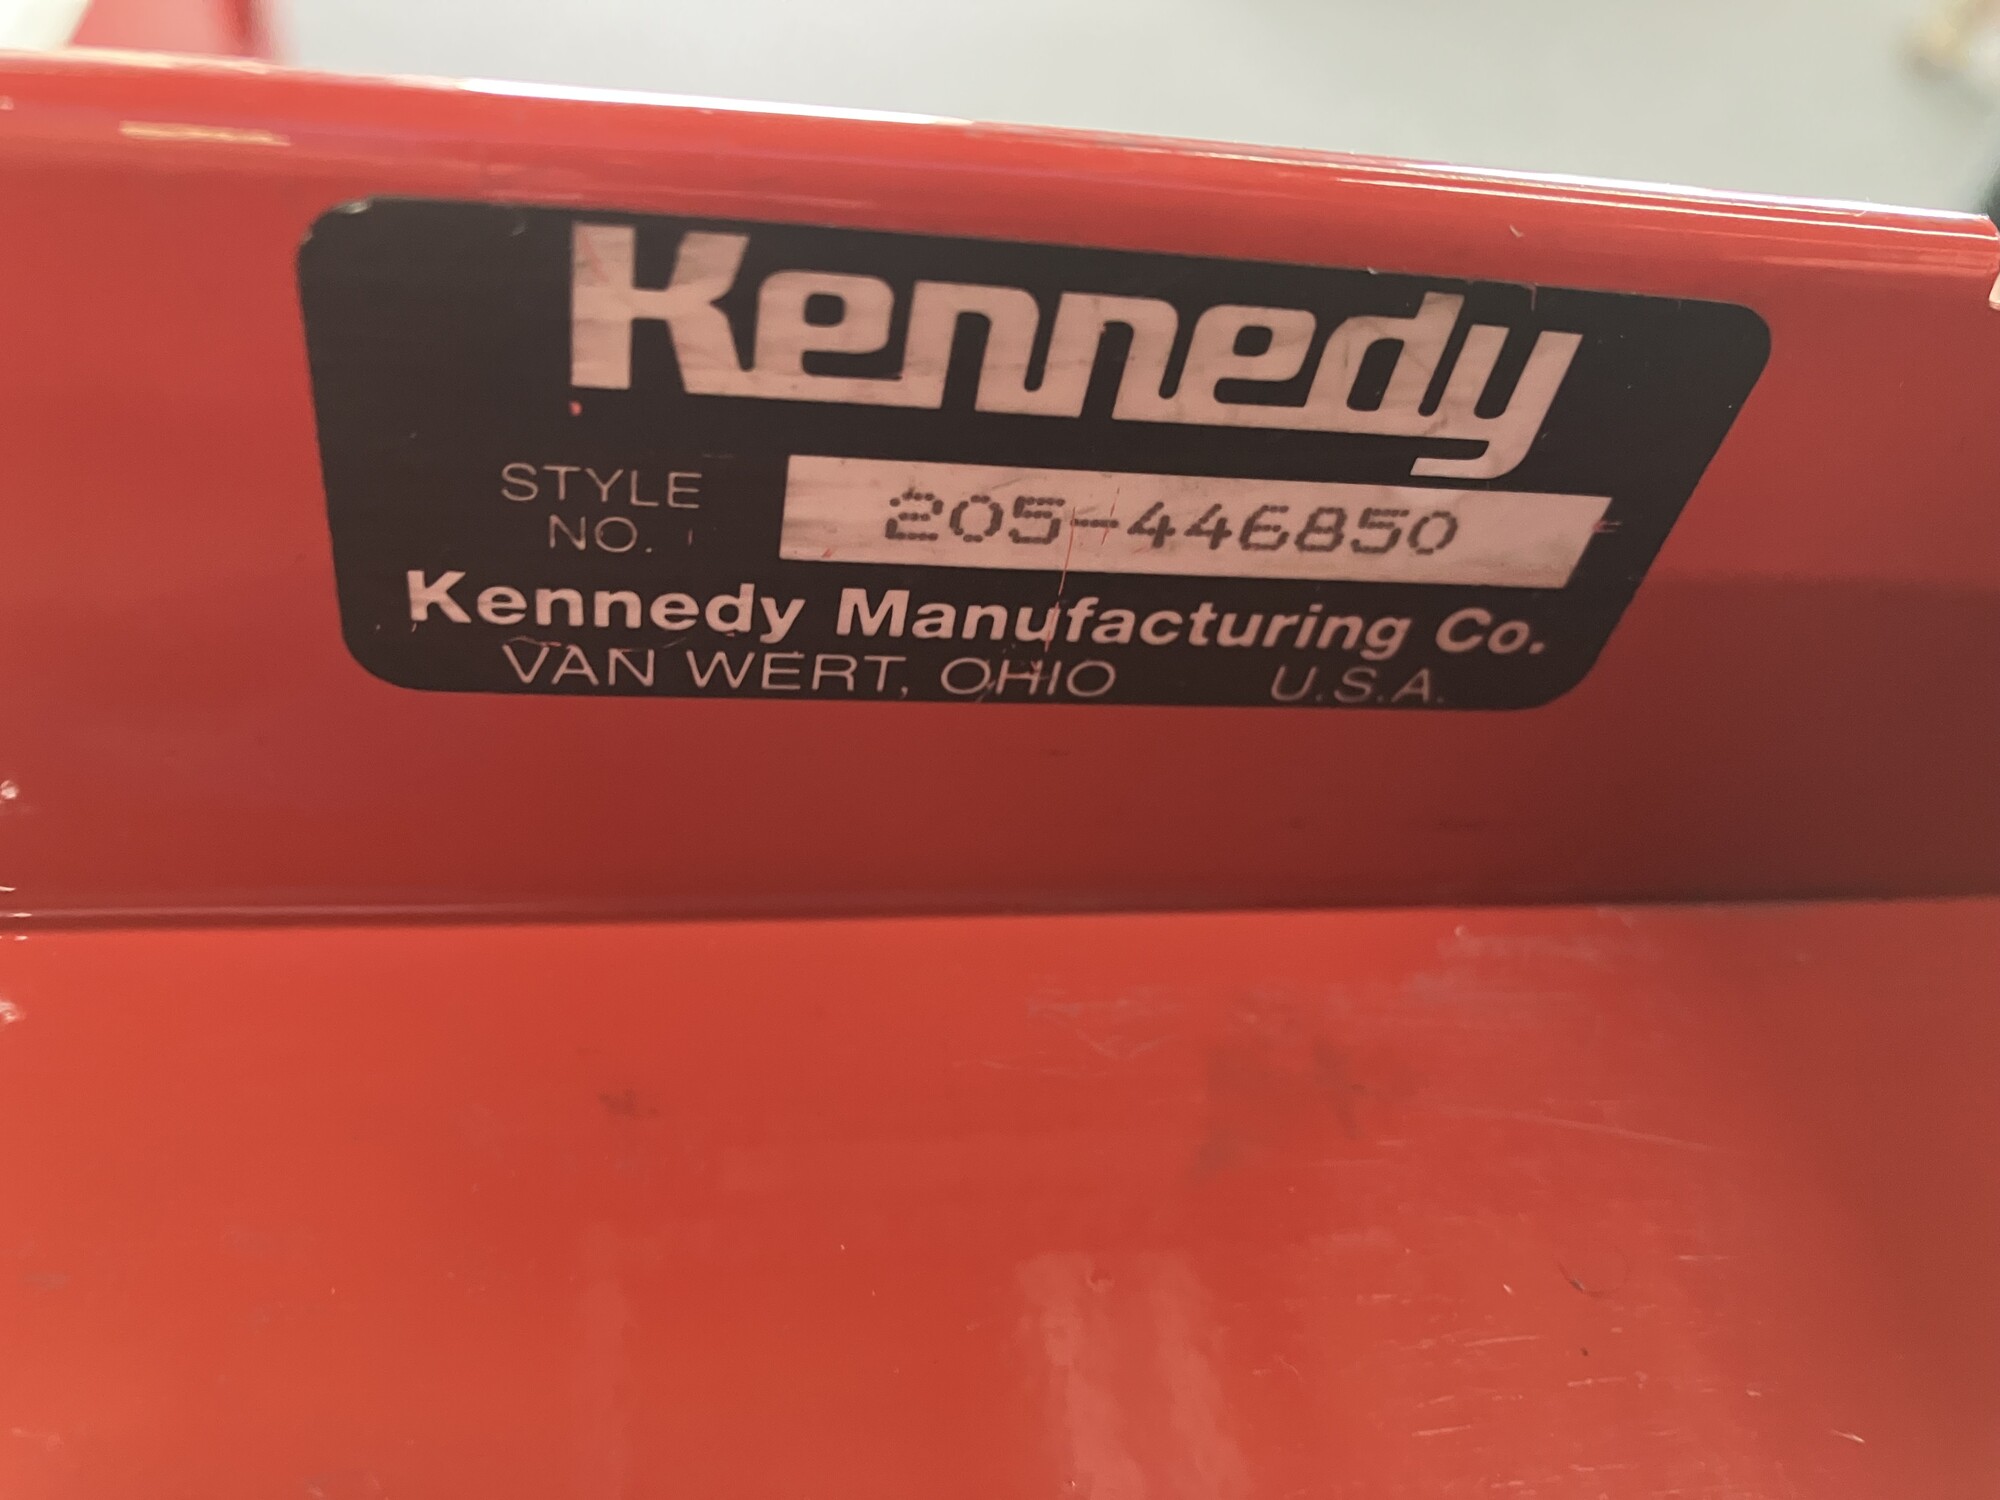 Kennedy
STYLE
NO.
205-446850
Kennedy Manufacturing Co.
VAN WERT, OHIO U.S.A.